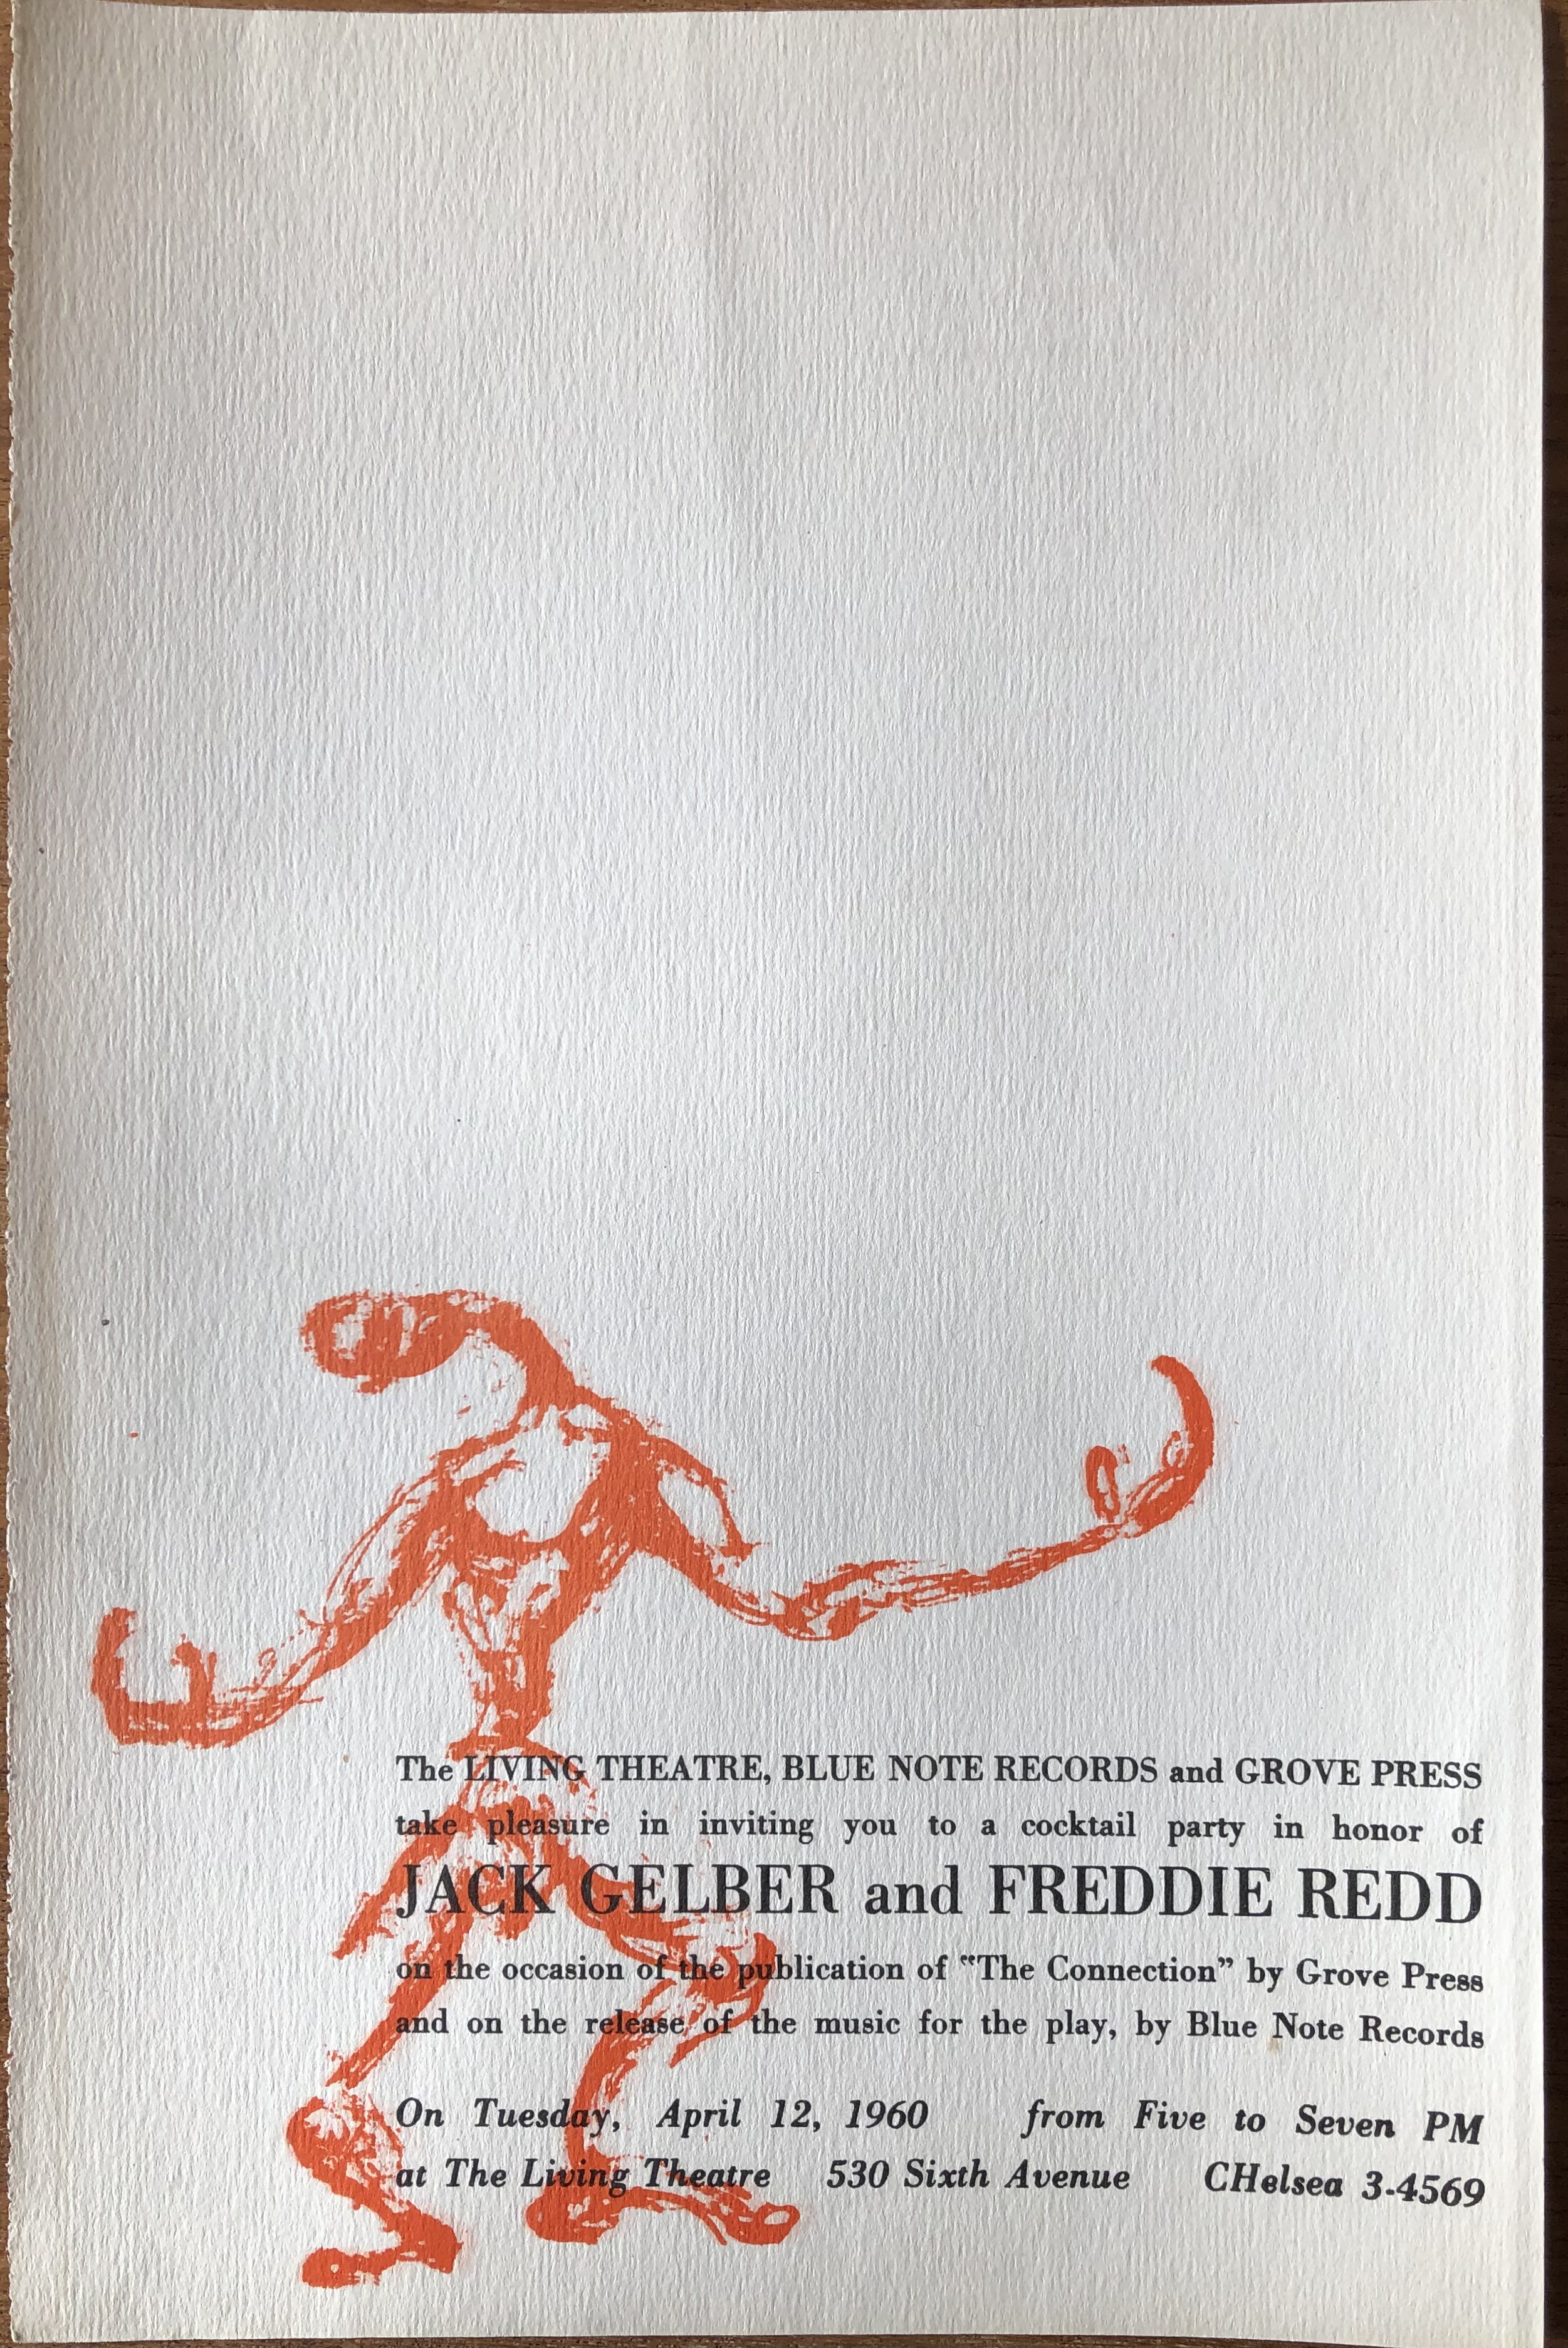 The LIVING THEATRE, BLUE NOTE RECORDS and GROVE PRESS
take pleasure in inviting you to a cocktail party in honor of
JACK GELBER and FREDDIE REDD
on the occasion of the publication of "The Connection" by Grove Press
and on the release of the music for the play, by Blue Note Records
On Tuesday, April 12, 1960 from Five to Seven PM
at The Living Theatre 530 Sixth Avenue CHelsea 3-4569